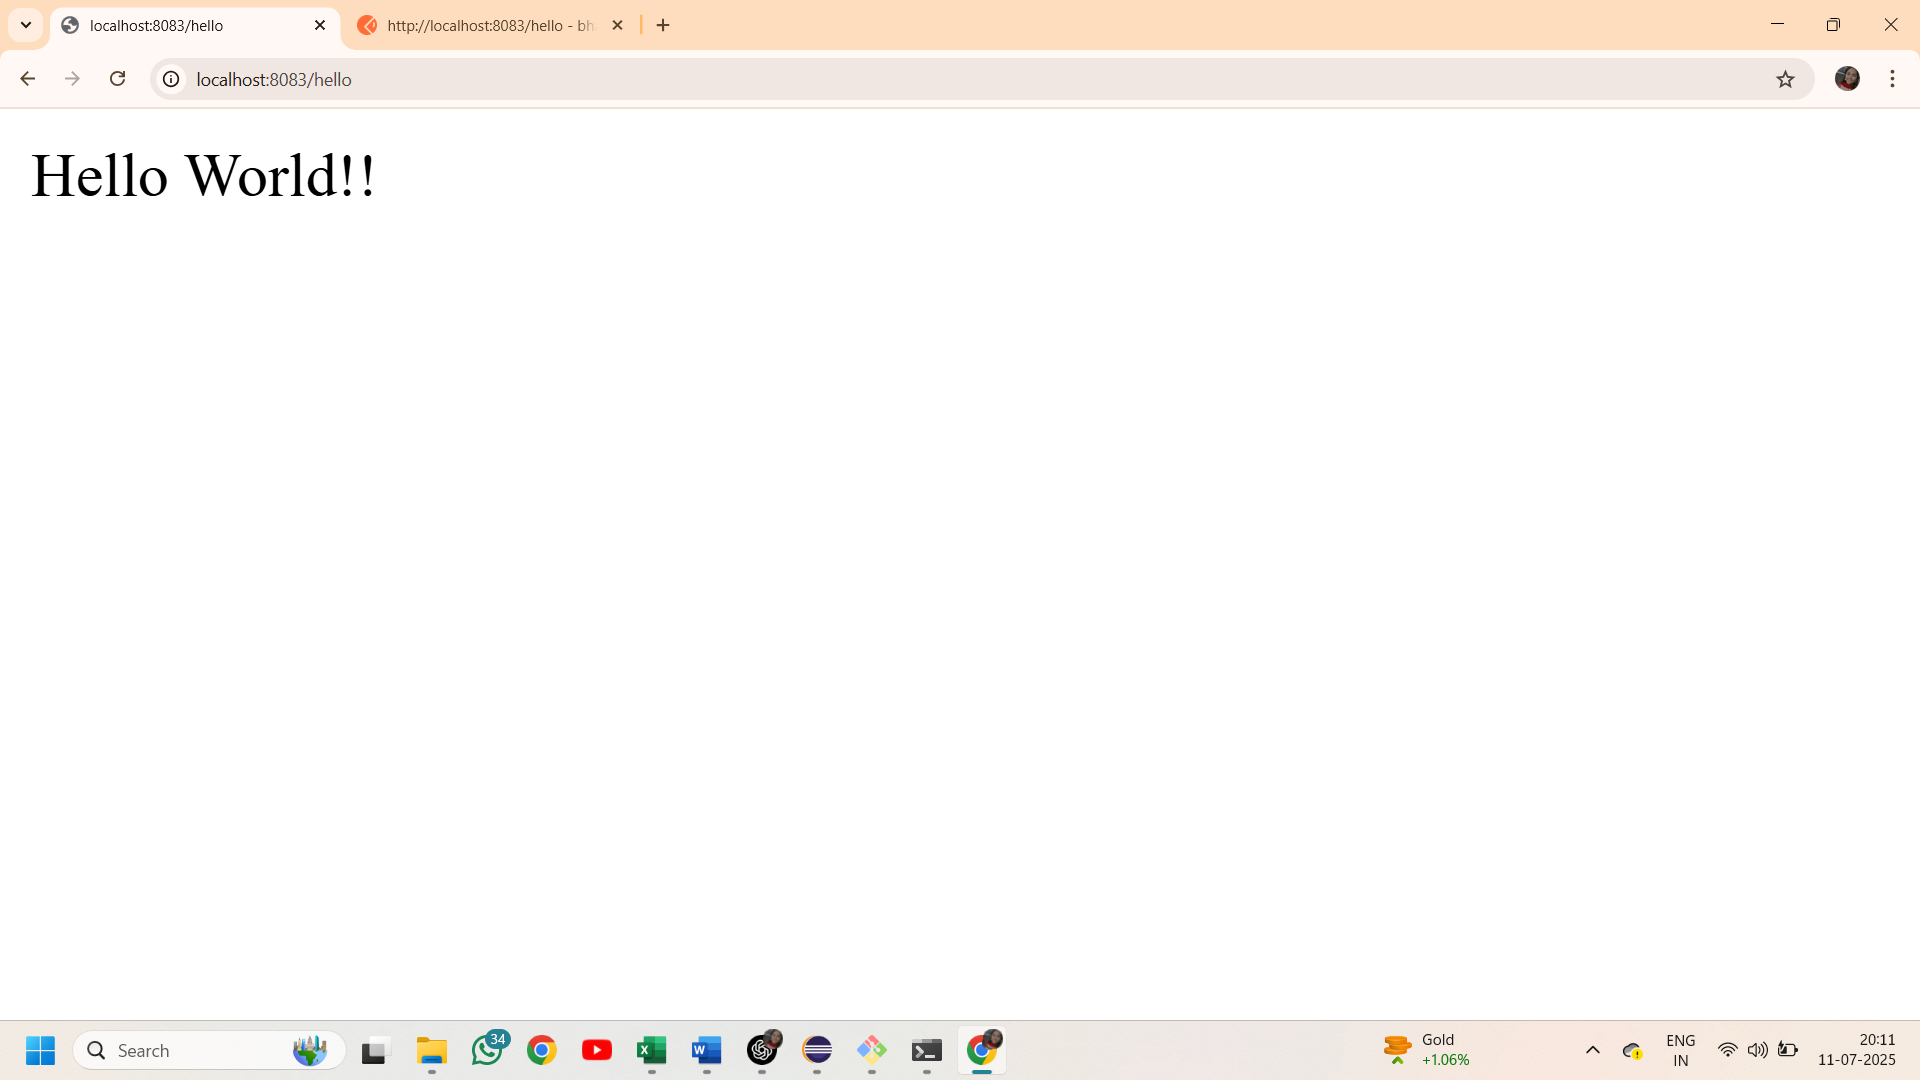 localhost:8083/hello
http://localhost:8083/hello - bh
localhost:8083/hello
Hello World!!
Search
34
Gold
+1.06%
ENG
IN
20:11
11-07-2025